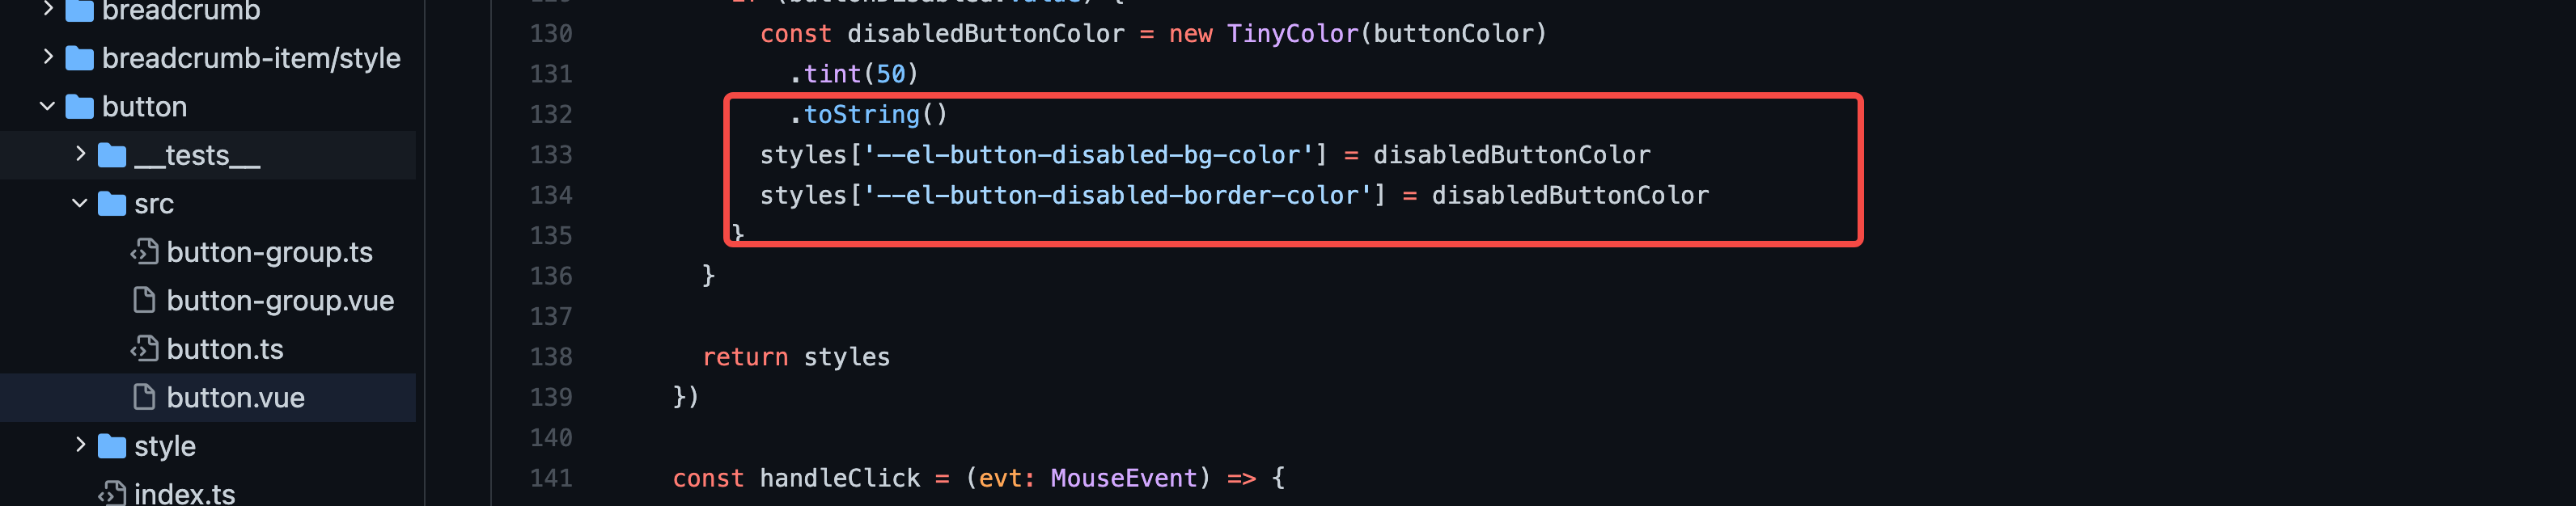 breadcrumb
breadcrumb-item/style
button
__tests__
src
button-group.ts
button-group.vue
button.ts
button.vue
style
index.ts
130 const disabledButtonColor = new TinyColor(buttonColor)
131 .tint(50)
132 .toString()
133 styles['--el-button-disabled-bg-color'] = disabledButtonColor
134 styles['--el-button-disabled-border-color'] = disabledButtonColor
135 }
136 }
137
138 return styles
139 })
140
141 const handleClick = (evt: MouseEvent) => {